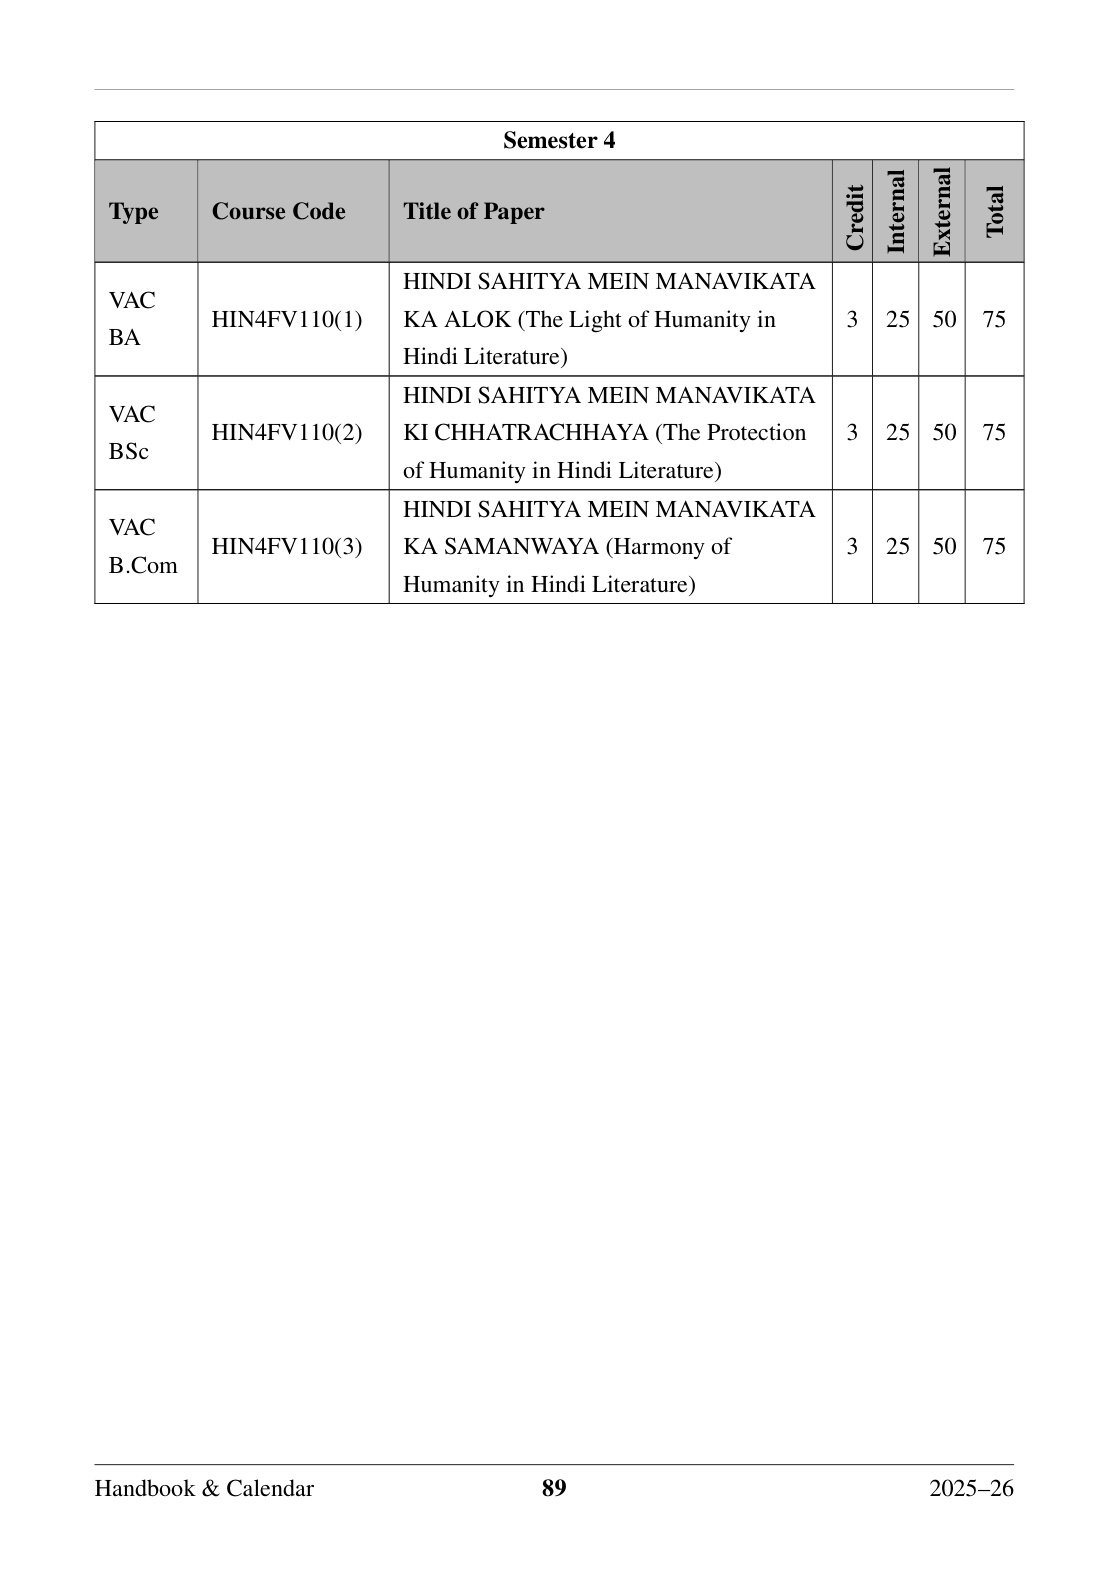 Semester 4
Type Course Code Title of Paper Credit Internal External Total
VAC
BA
HIN4FV110(1)
HINDI SAHITYA MEIN MANAVIKATA
KA ALOK (The Light of Humanity in
Hindi Literature)
3 25 50 75
VAC
BSc
HIN4FV110(2)
HINDI SAHITYA MEIN MANAVIKATA
KI CHHATRACHHAYA (The Protection
of Humanity in Hindi Literature)
3 25 50 75
VAC
B.Com
HIN4FV110(3)
HINDI SAHITYA MEIN MANAVIKATA
KA SAMANWAYA (Harmony of
Humanity in Hindi Literature)
3 25 50 75
Handbook & Calendar 89 2025–26